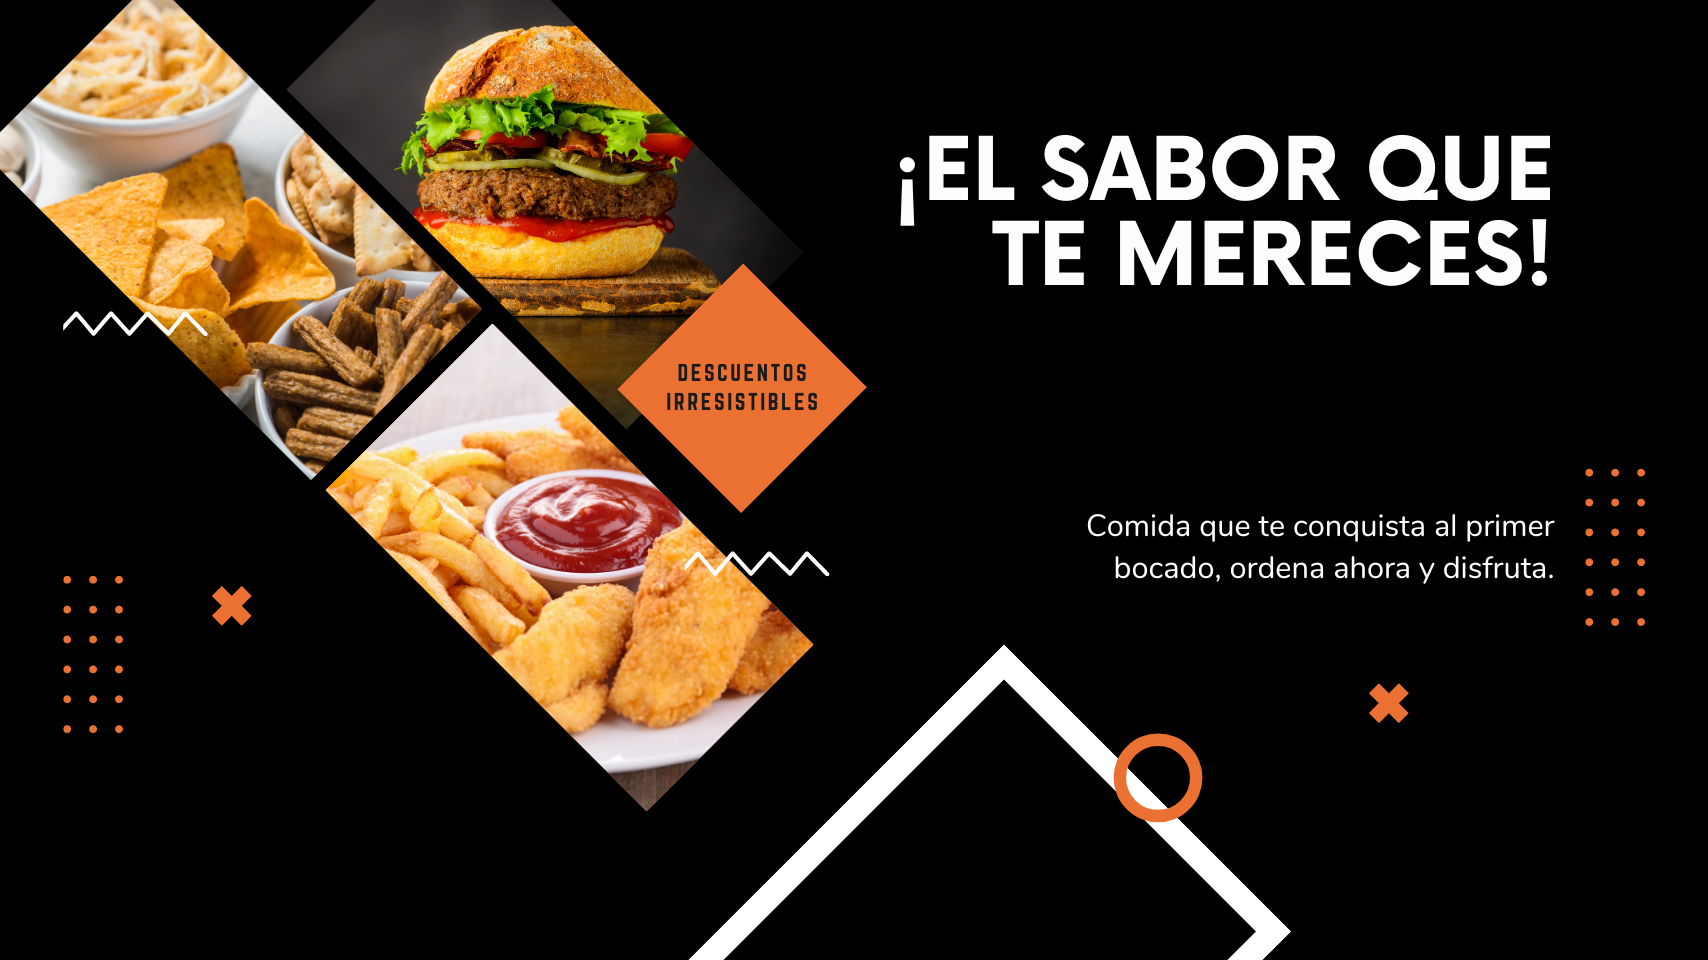 ¡EL SABOR QUE
TE MERECES!
DESCUENTOS
IRRESISTIBLES
Comida que te conquista al primer
bocado, ordena ahora y disfruta.